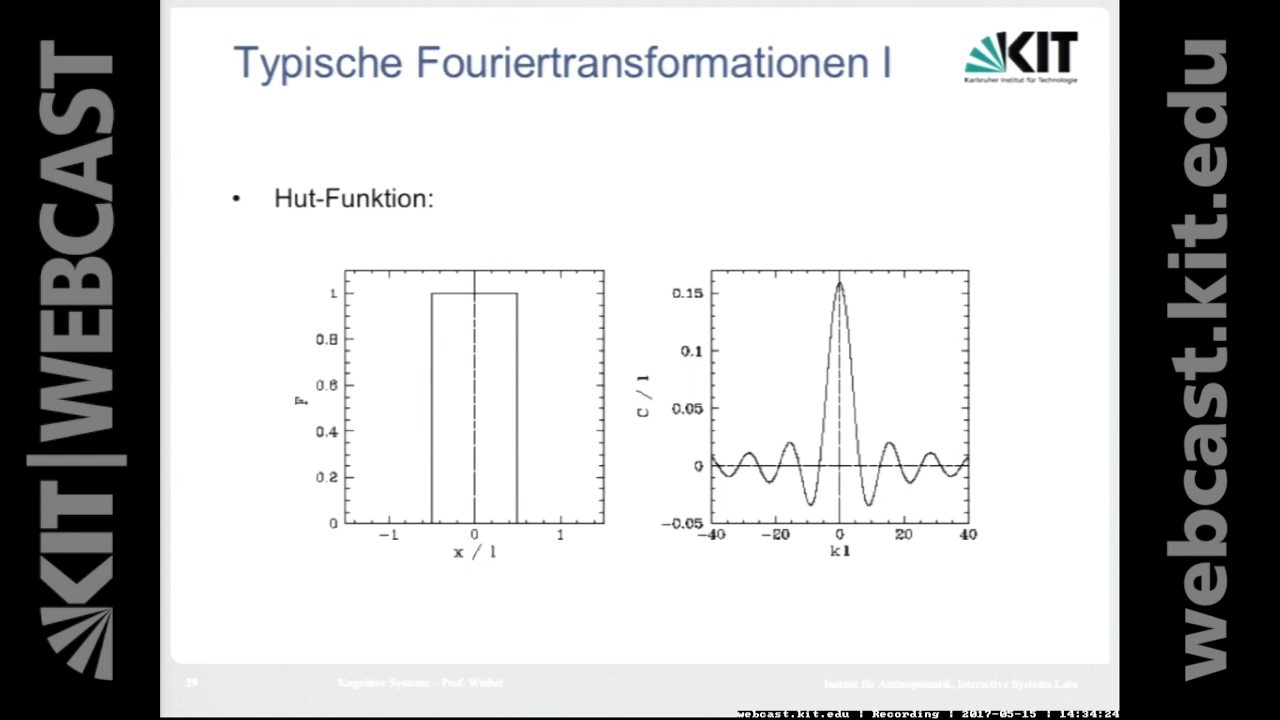 KIT | WEBCAST
Typische Fouriertransformationen I
KIT
Karlsruher Institut für Technologie
• Hut-Funktion:
1
0.8
0.6
0.4
0.2
0
F
-1 0 1
x / l
0.15
0.1
0.05
0
-0.05
C / l
-40 -20 0 20 40
kl
29 Kognitive Systeme – Prof. Waibel Institut für Anthropomatik, Interactive Systems Labs
webcast.kit.edu | Recording | 2017-05-15 | 14:34:24
webcast.kit.edu